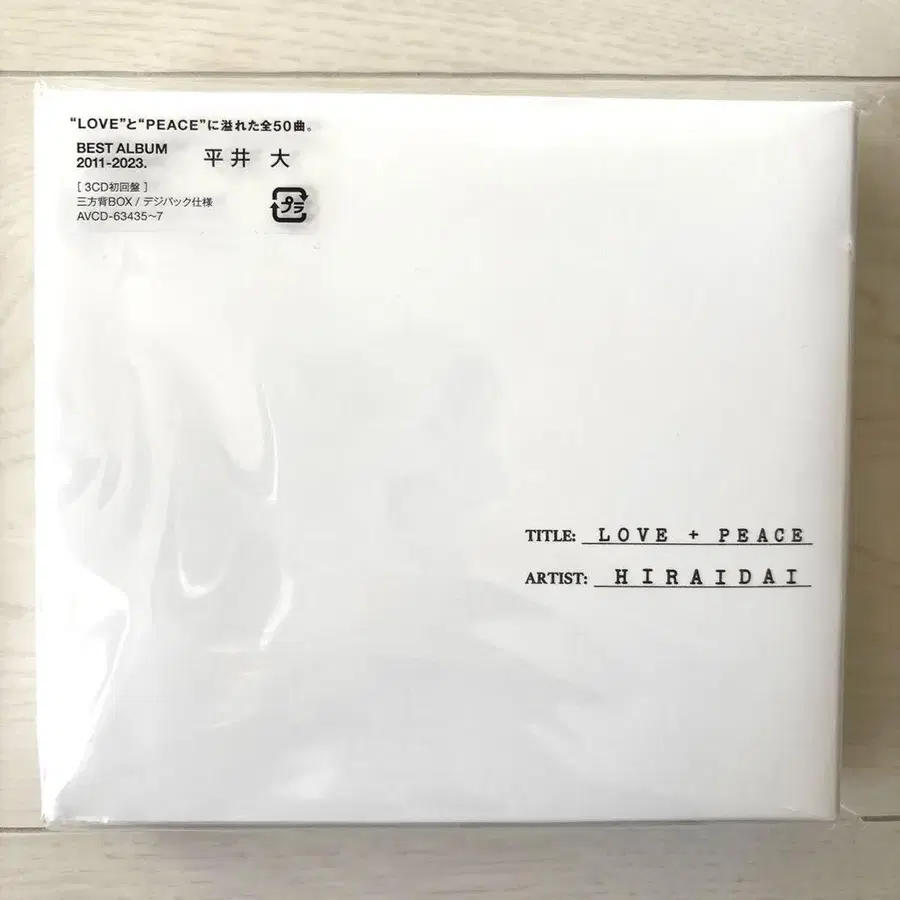 “LOVE”と“PEACE”に溢れた全50曲。
BEST ALBUM
2011-2023.
平井 大
[ 3CD初回盤 ]
三方背BOX / デジパック仕様
AVCD-63435~7
プラ
TITLE: LOVE + PEACE
ARTIST: HIRAIDAI